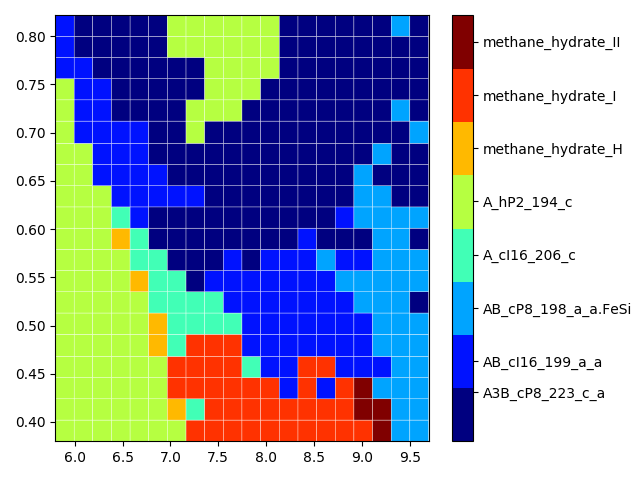 0.80
0.75
0.70
0.65
0.60
0.55
0.50
0.45
0.40
6.0 6.5 7.0 7.5 8.0 8.5 9.0 9.5
methane_hydrate_II
methane_hydrate_I
methane_hydrate_H
A_hP2_194_c
A_cI16_206_c
AB_cP8_198_a_a.FeSi
AB_cI16_199_a_a
A3B_cP8_223_c_a